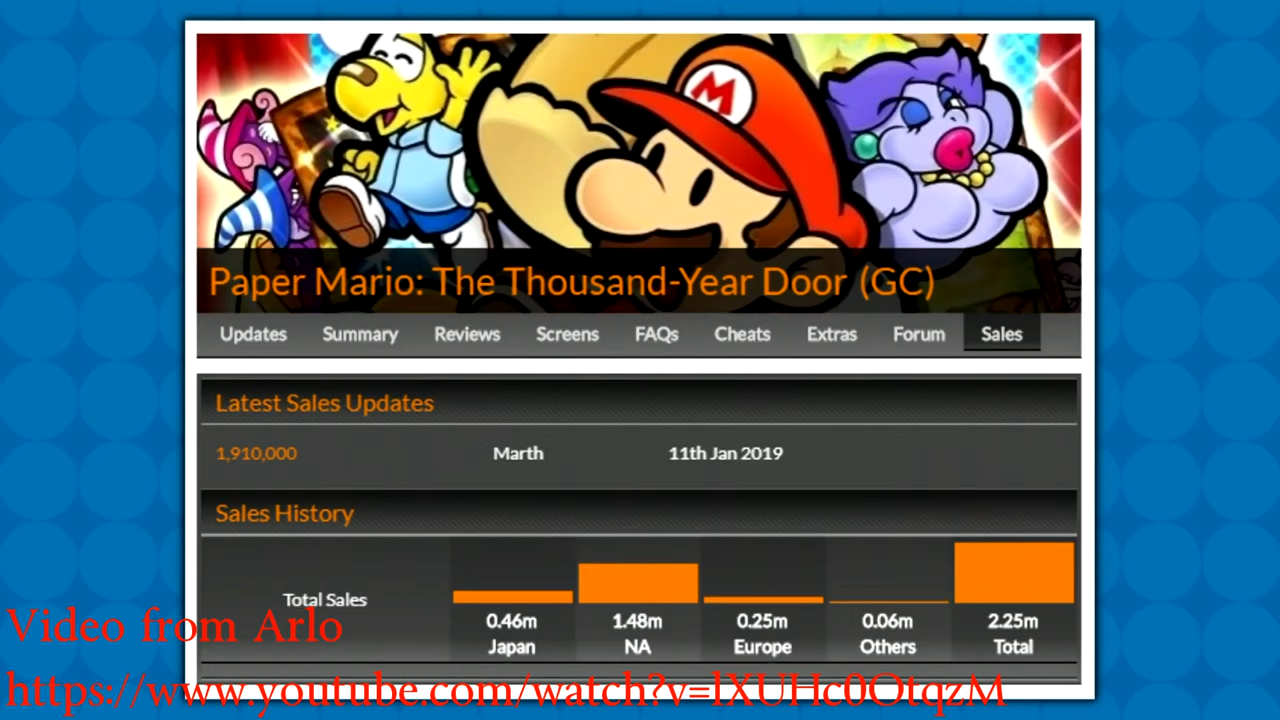 M
Paper Mario: The Thousand-Year Door (GC)
Updates Summary Reviews Screens FAQs Cheats Extras Forum Sales
Latest Sales Updates
1,910,000 Marth 11th Jan 2019
Sales History
Total Sales
0.46m 1.48m 0.25m 0.06m 2.25m
Japan NA Europe Others Total
Video from Arlo
https://www.youtube.com/watch?v=lXUHc0OtqzM